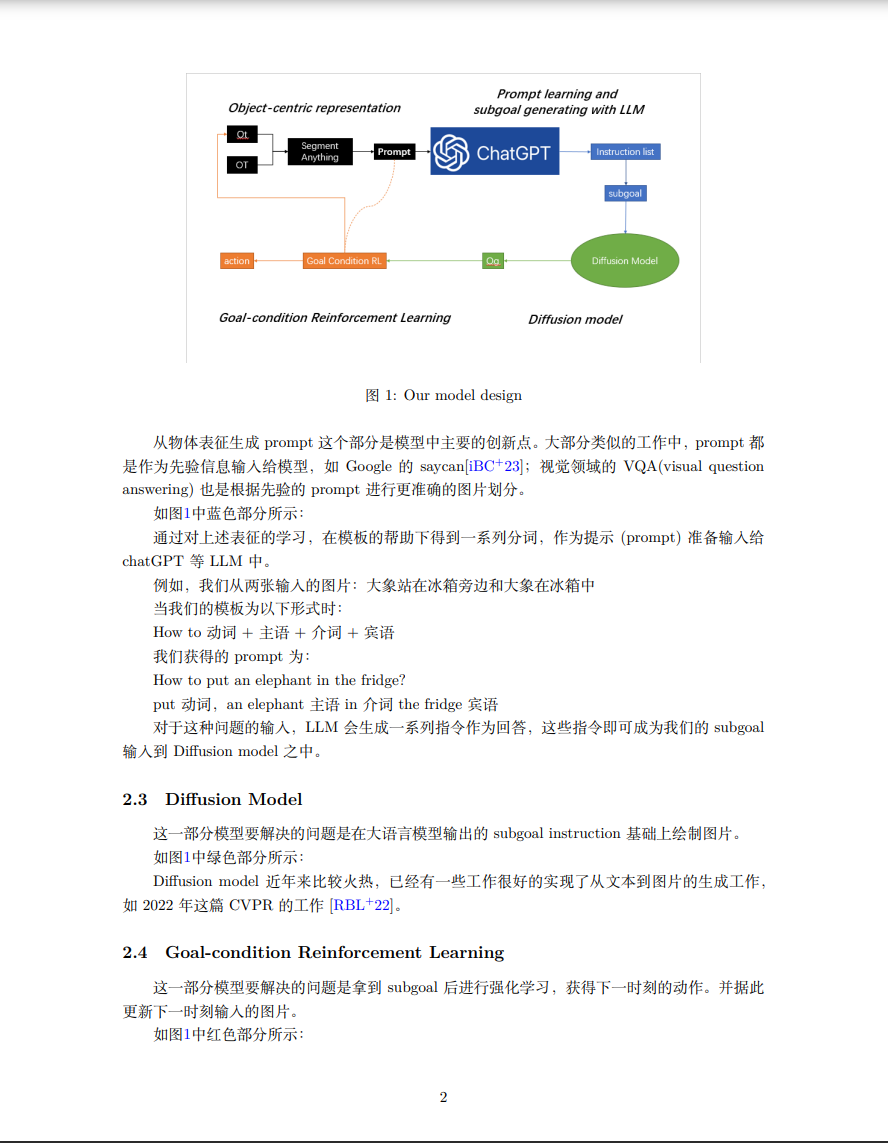 Object-centric representation
Prompt learning and
subgoal generating with LLM
Ot
OT
Segment
Anything
Prompt
ChatGPT
Instruction list
subgoal
action
Goal Condition RL
Og
Diffusion Model
Goal-condition Reinforcement Learning
Diffusion model
图 1: Our model design
从物体表征生成 prompt 这个部分是模型中主要的创新点。大部分类似的工作中，prompt 都
是作为先验信息输入给模型，如 Google 的 saycan[iBC+23]；视觉领域的 VQA(visual question
answering) 也是根据先验的 prompt 进行更准确的图片划分。
如图1中蓝色部分所示：
通过对上述表征的学习，在模板的帮助下得到一系列分词，作为提示 (prompt) 准备输入给
chatGPT 等 LLM 中。
例如，我们从两张输入的图片：大象站在冰箱旁边和大象在冰箱中
当我们的模板为以下形式时：
How to 动词 + 主语 + 介词 + 宾语
我们获得的 prompt 为：
How to put an elephant in the fridge?
put 动词，an elephant 主语 in 介词 the fridge 宾语
对于这种问题的输入，LLM 会生成一系列指令作为回答，这些指令即可成为我们的 subgoal
输入到 Diffusion model 之中。
2.3 Diffusion Model
这一部分模型要解决的问题是在大语言模型输出的 subgoal instruction 基础上绘制图片。
如图1中绿色部分所示：
Diffusion model 近年来比较火热，已经有一些工作很好的实现了从文本到图片的生成工作，
如 2022 年这篇 CVPR 的工作 [RBL+22]。
2.4 Goal-condition Reinforcement Learning
这一部分模型要解决的问题是拿到 subgoal 后进行强化学习，获得下一时刻的动作。并据此
更新下一时刻输入的图片。
如图1中红色部分所示：
2